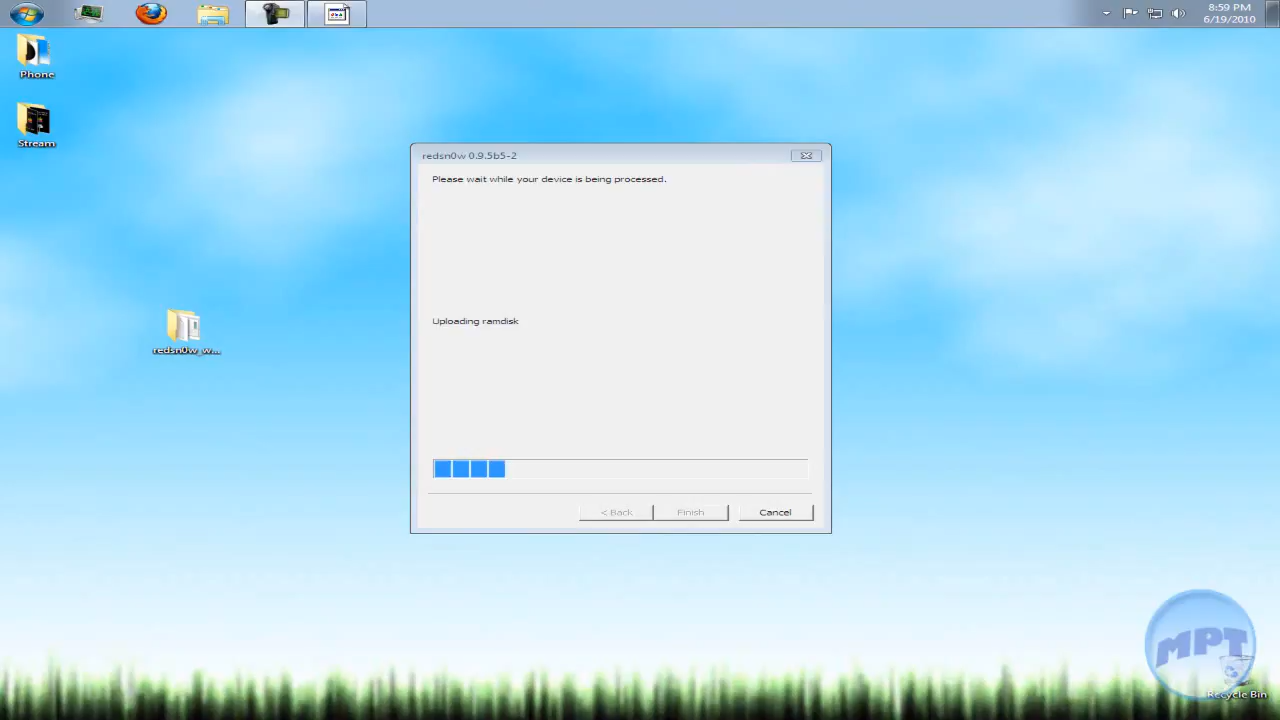 8:59 PM
6/19/2010
Phone
Stream
redsn0w_w...
redsn0w 0.9.5b5-2
Please wait while your device is being processed.
Uploading ramdisk
< Back
Finish
Cancel
MPT
Recycle Bin